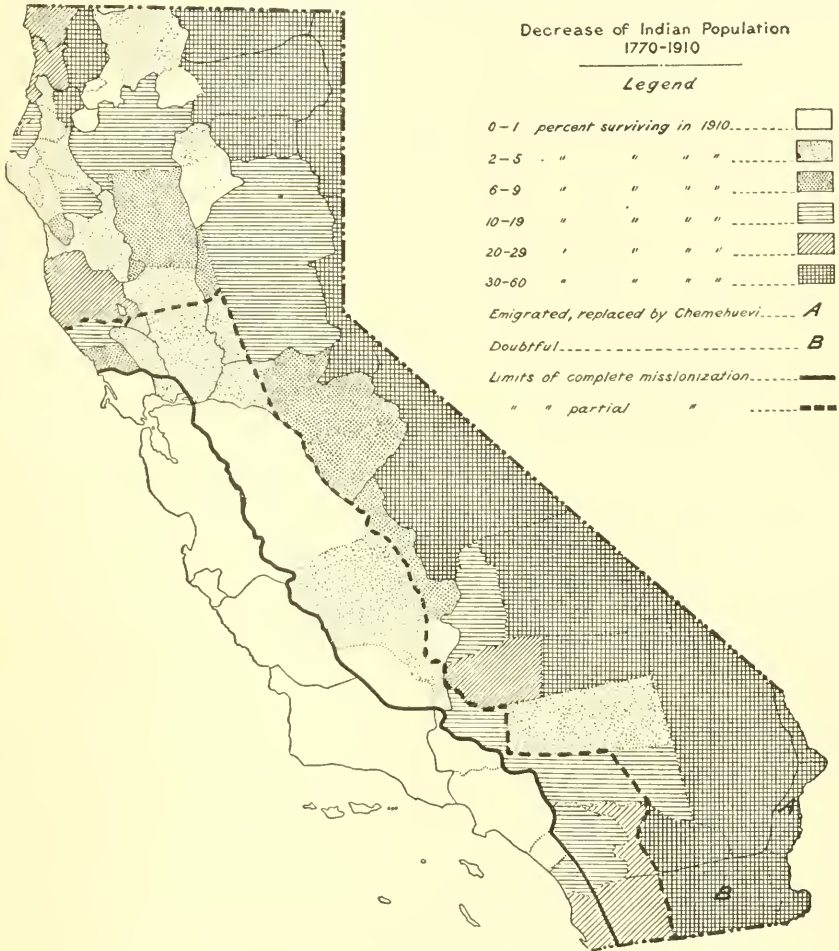 Decrease of Indian Population
1770-1910
Legend
0-1 percent surviving in 1910
2-5 " " " "
6-9 " " " "
10-19 " " " "
20-29 " " " "
30-60 " " " "
Emigrated, replaced by Chemehuevi A
Doubtful B
Limits of complete missionization
" " partial "
A
B